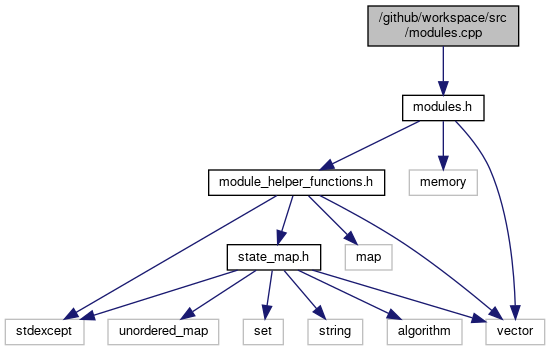 /github/workspace/src
/modules.cpp
modules.h
module_helper_functions.h
memory
state_map.h
map
stdexcept
unordered_map
set
string
algorithm
vector